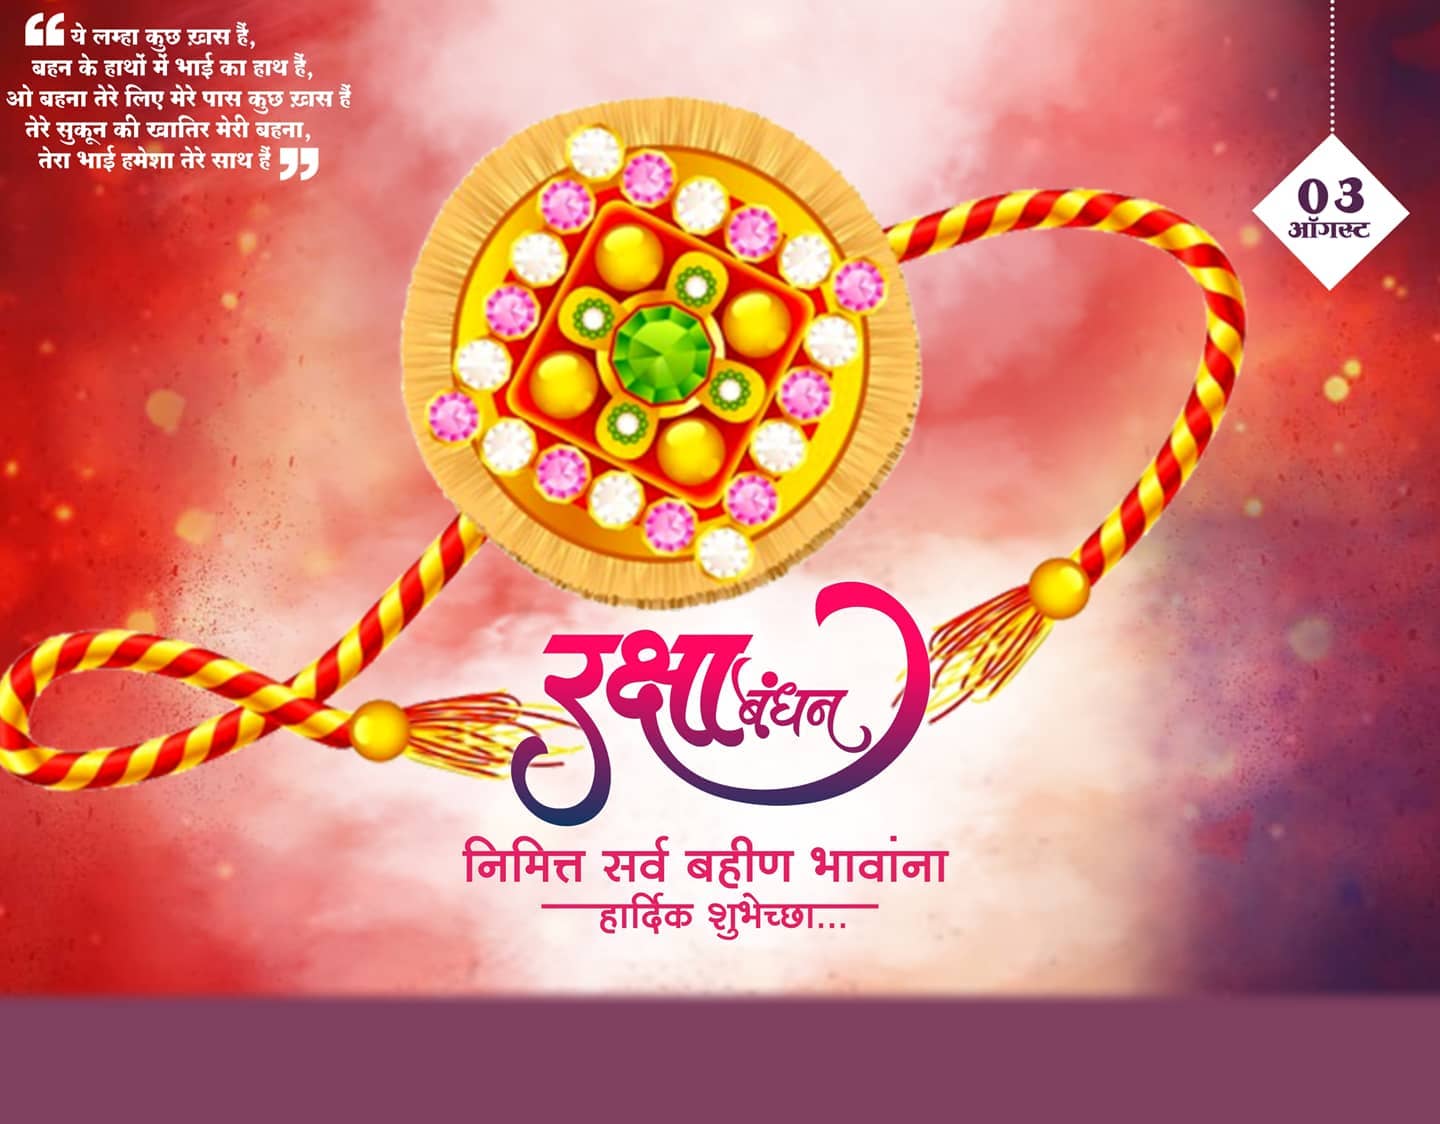 ❝ ये लम्हा कुछ ख़ास हैं,
बहन के हाथों में भाई का हाथ हैं,
ओ बहना तेरे लिए मेरे पास कुछ ख़ास हैं
तेरे सुकून की खातिर मेरी बहना,
तेरा भाई हमेशा तेरे साथ हैं ❞
03
ऑगस्ट
रक्षा बंधन
निमित्त सर्व बहीण भावांना
हार्दिक शुभेच्छा...